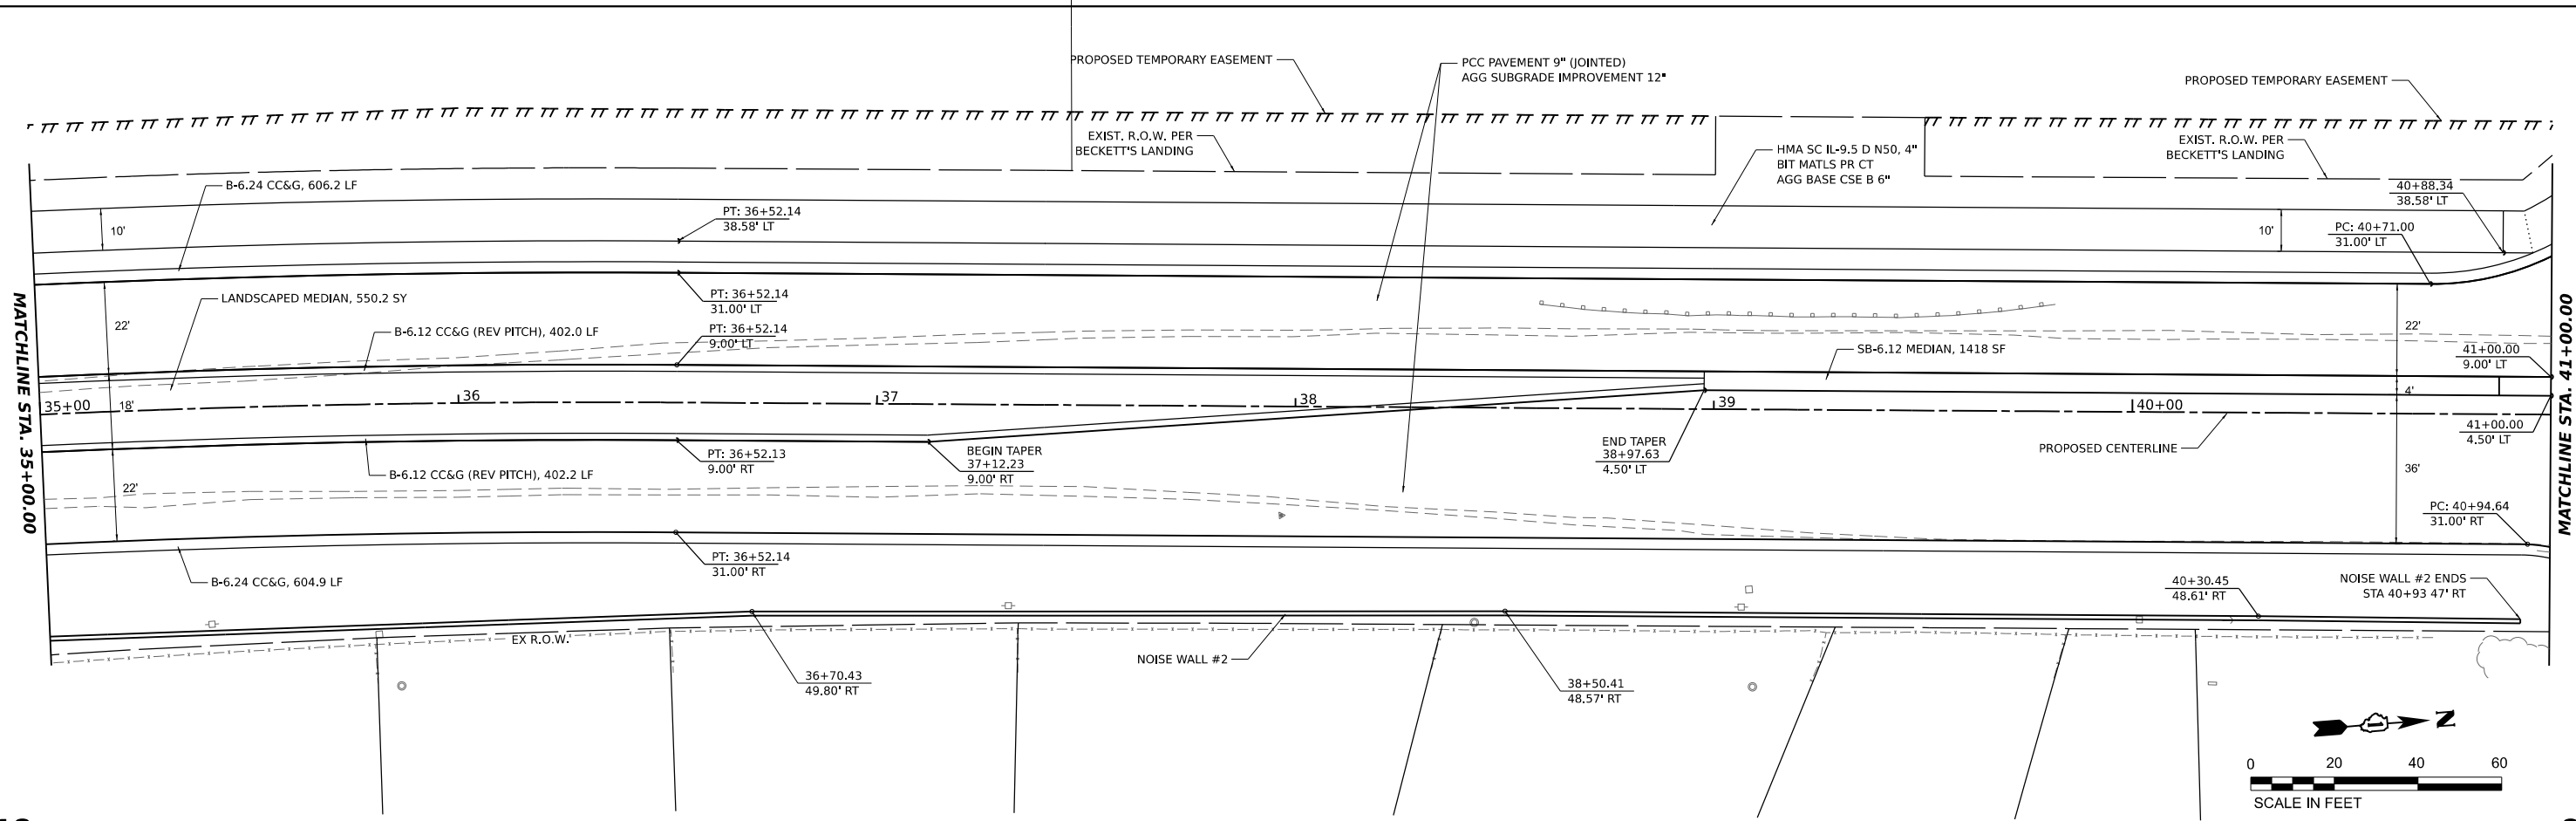 PROPOSED TEMPORARY EASEMENT
PCC PAVEMENT 9" (JOINTED)
AGG SUBGRADE IMPROVEMENT 12"
PROPOSED TEMPORARY EASEMENT
EXIST. R.O.W. PER
BECKETT'S LANDING
HMA SC IL-9.5 D N50, 4"
BIT MATLS PR CT
AGG BASE CSE B 6"
EXIST. R.O.W. PER
BECKETT'S LANDING
B-6.24 CC&G, 606.2 LF
40+88.34
38.58' LT
PT: 36+52.14
38.58' LT
10'
10'
PC: 40+71.00
31.00' LT
MATCHLINE STA. 35+00.00
LANDSCAPED MEDIAN, 550.2 SY
PT: 36+52.14
31.00' LT
22'
B-6.12 CC&G (REV PITCH), 402.0 LF
PT: 36+52.14
9.00' LT
22'
SB-6.12 MEDIAN, 1418 SF
41+00.00
9.00' LT
MATCHLINE STA. 41+00.00
4'
35+00
18'
36
37
38
39
40+00
41+00.00
4.50' LT
PROPOSED CENTERLINE
B-6.12 CC&G (REV PITCH), 402.2 LF
PT: 36+52.13
9.00' RT
BEGIN TAPER
37+12.23
9.00' RT
END TAPER
38+97.63
4.50' LT
36'
22'
PC: 40+94.64
31.00' RT
PT: 36+52.14
31.00' RT
B-6.24 CC&G, 604.9 LF
40+30.45
48.61' RT
NOISE WALL #2 ENDS
STA 40+93 47' RT
EX R.O.W.
NOISE WALL #2
36+70.43
49.80' RT
38+50.41
48.57' RT
N
0 20 40 60
SCALE IN FEET